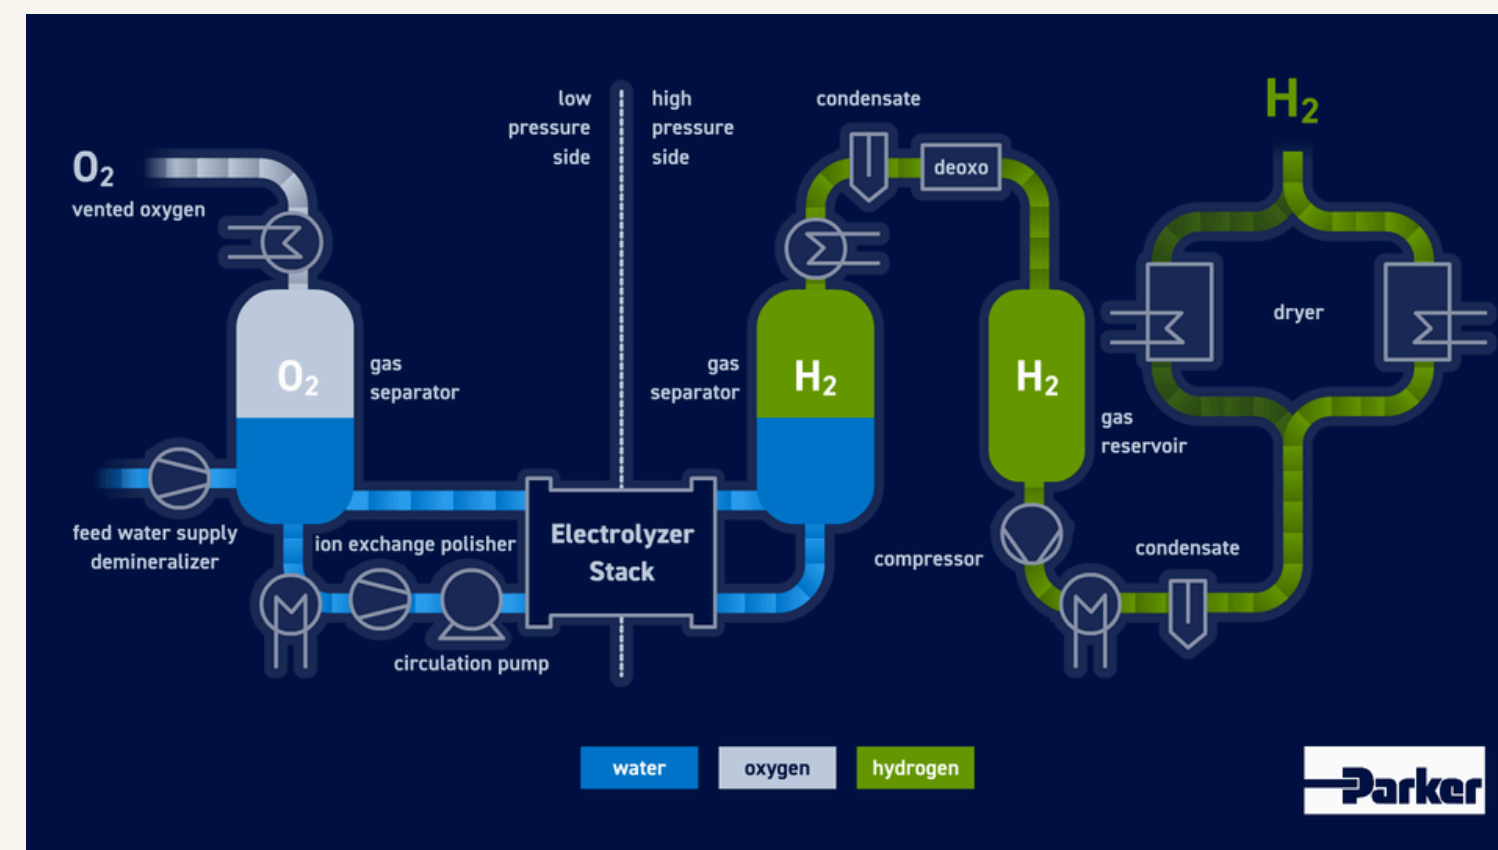 low
pressure
side
high
pressure
side
condensate
H₂
O₂
vented oxygen
deoxo
dryer
O₂
gas
separator
gas
separator
H₂
H₂
gas
reservoir
feed water supply
demineralizer
ion exchange polisher
Electrolyzer
Stack
compressor
condensate
circulation pump
water
oxygen
hydrogen
Parker